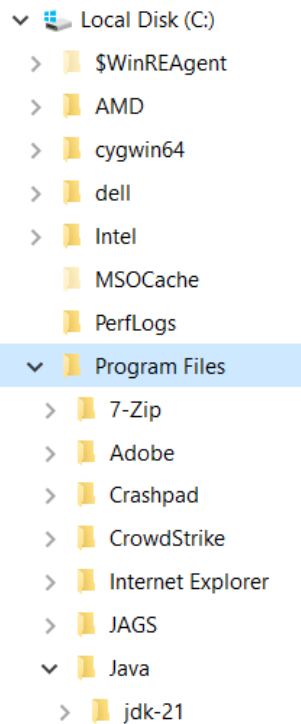 Local Disk (C:)
$WinREAgent
AMD
cygwin64
dell
Intel
MSOCache
PerfLogs
Program Files
7-Zip
Adobe
Crashpad
CrowdStrike
Internet Explorer
JAGS
Java
jdk-21